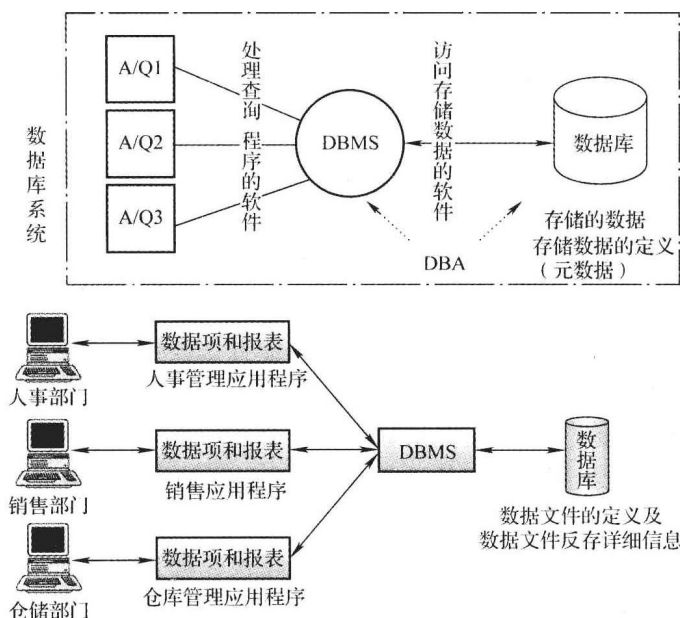 数据库系统
A/Q1
A/Q2
A/Q3
处理查询
程序的软件
DBMS
访问存储数据的软件
数据库
DBA
存储的数据
存储数据的定义
（元数据）
人事部门
数据项和报表
人事管理应用程序
销售部门
数据项和报表
销售应用程序
仓储部门
数据项和报表
仓库管理应用程序
DBMS
数据库
数据文件的定义及
数据文件反存详细信息